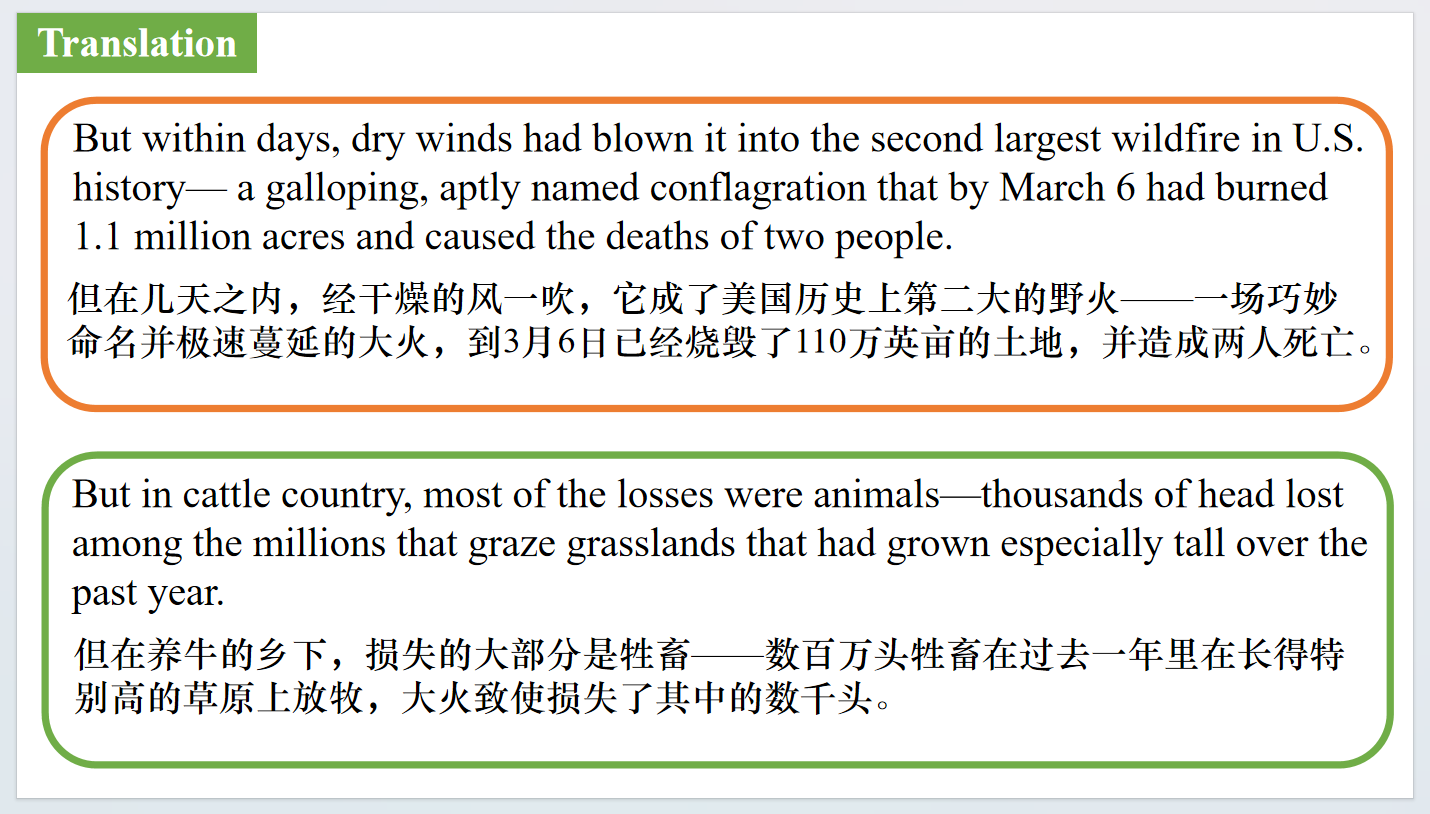 Translation
But within days, dry winds had blown it into the second largest wildfire in U.S.
history— a galloping, aptly named conflagration that by March 6 had burned
1.1 million acres and caused the deaths of two people.
但在几天之内，经干燥的风一吹，它成了美国历史上第二大的野火——一场巧妙
命名并极速蔓延的大火，到3月6日已经烧毁了110万英亩的土地，并造成两人死亡。
But in cattle country, most of the losses were animals—thousands of head lost
among the millions that graze grasslands that had grown especially tall over the
past year.
但在养牛的乡下，损失的大部分是牲畜——数百万头牲畜在过去一年里在长得特
别高的草原上放牧，大火致使损失了其中的数千头。